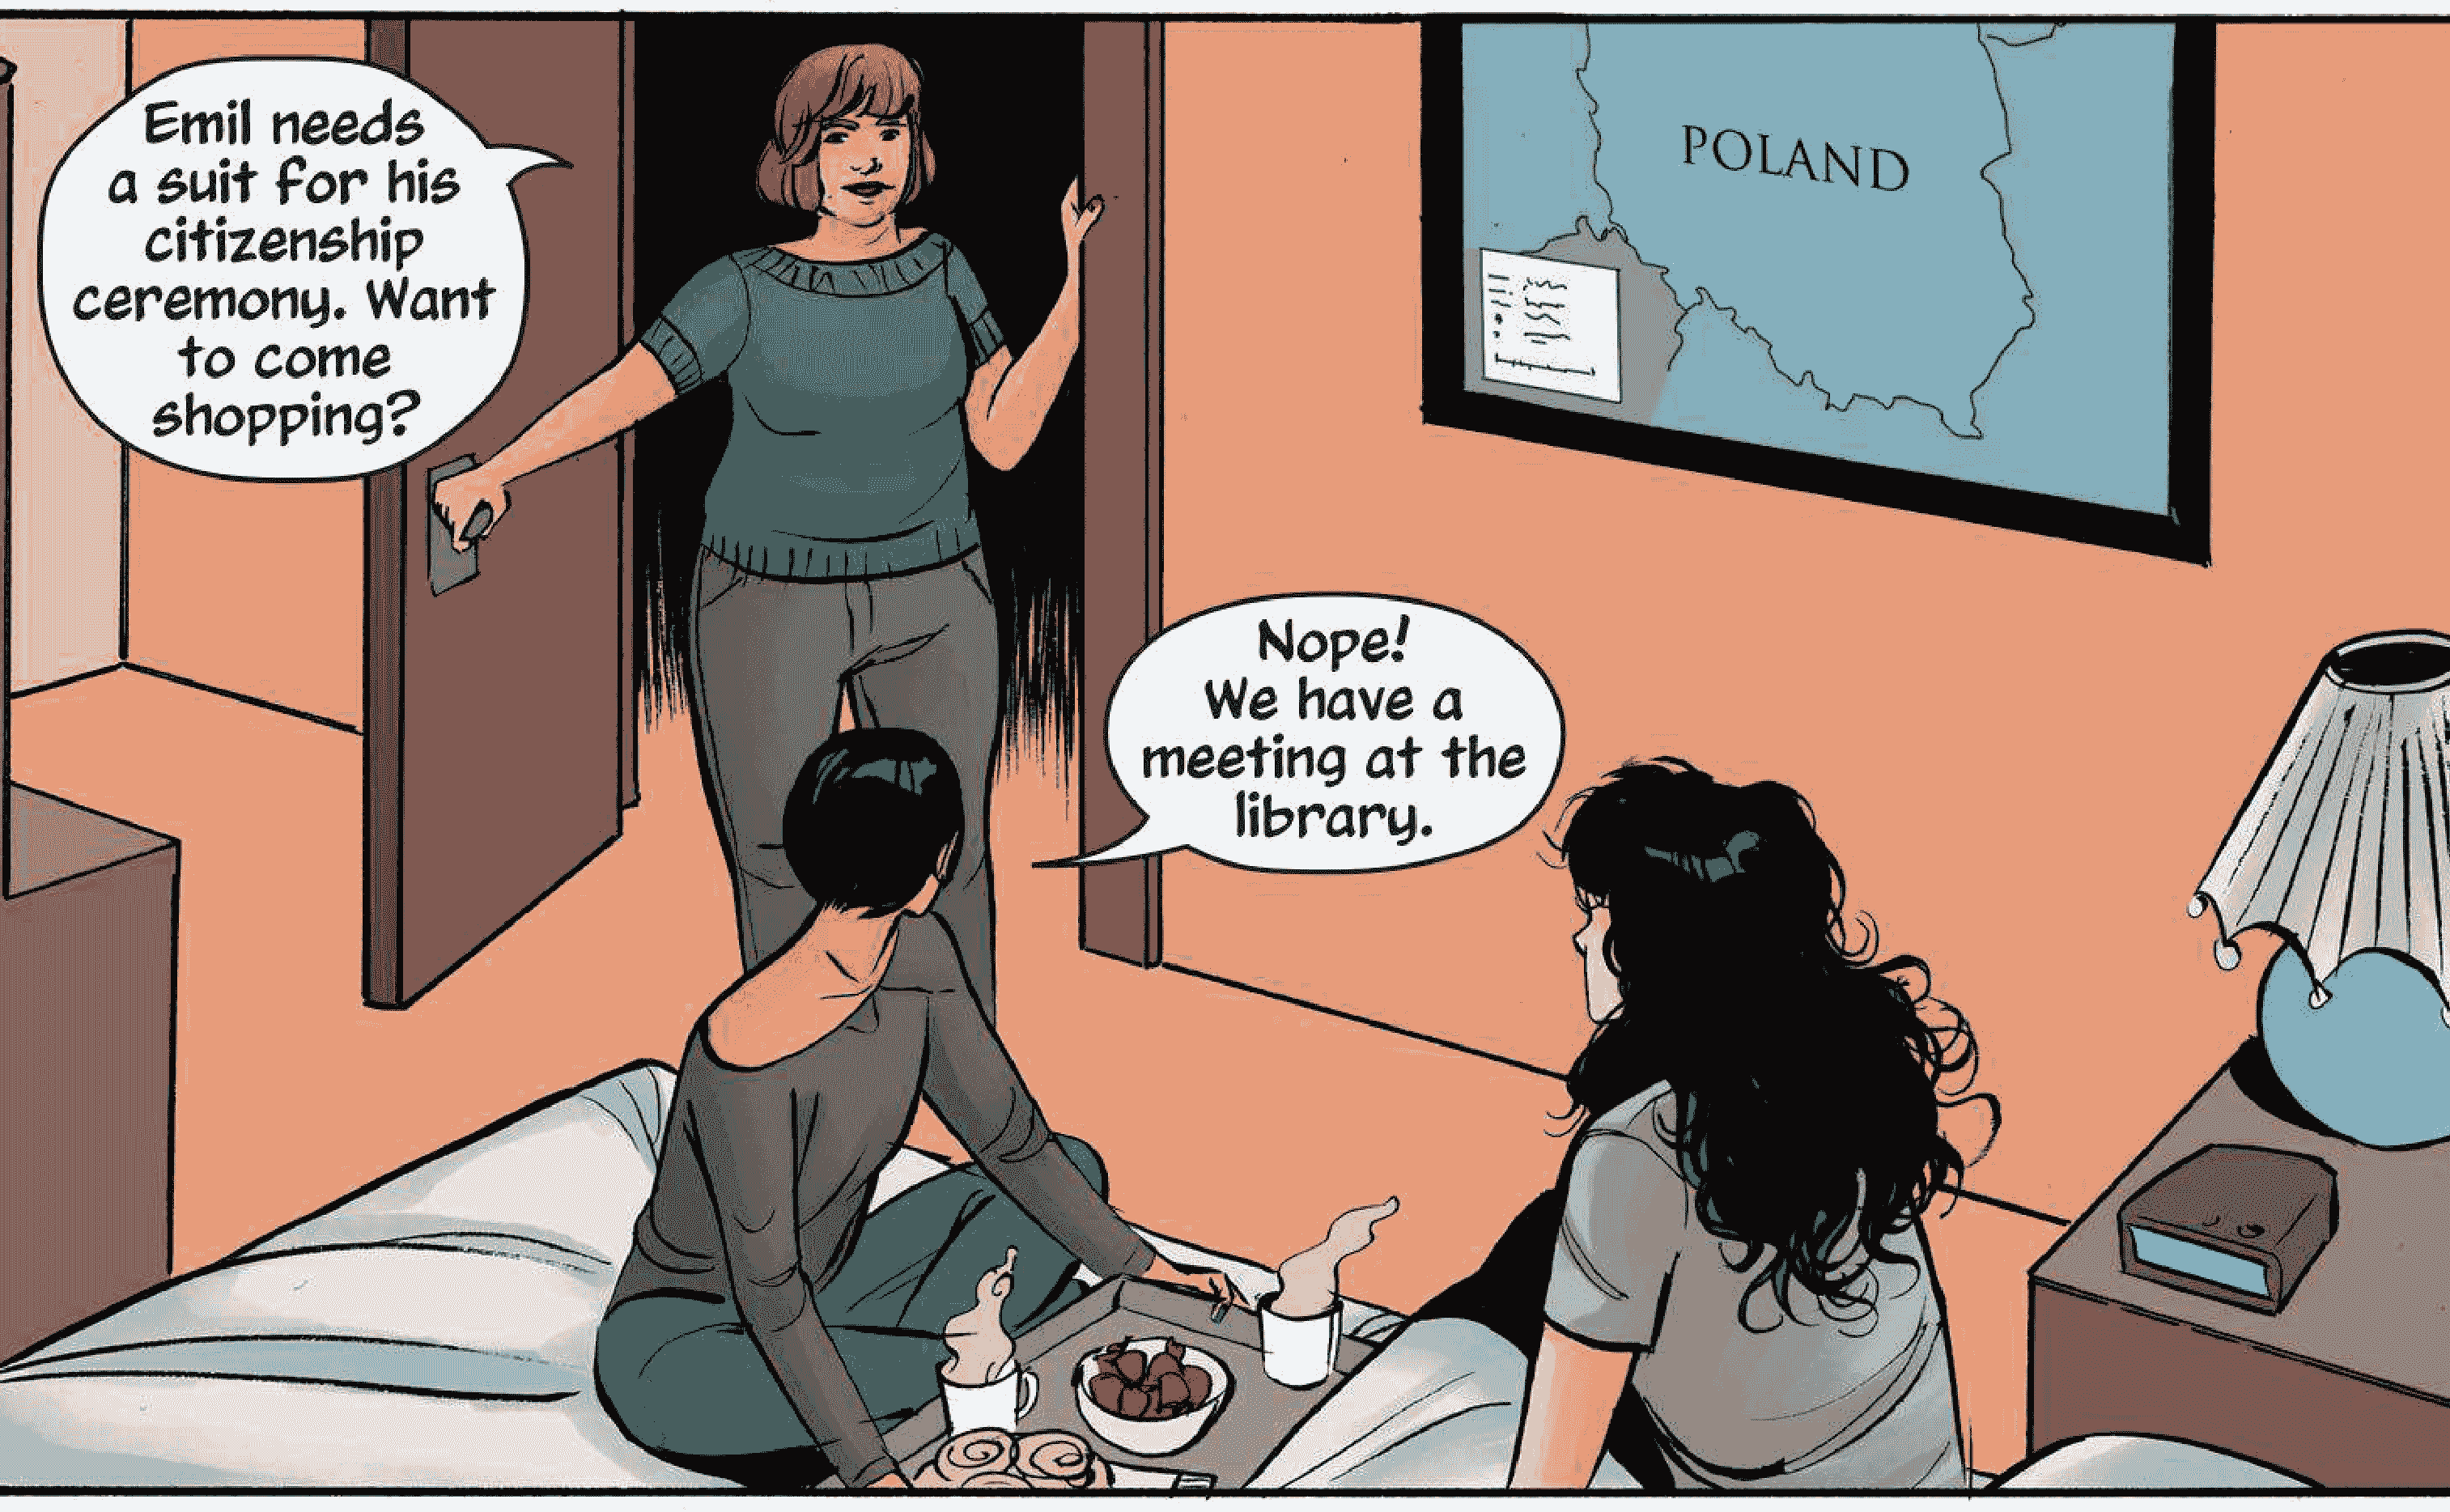 Emil needs
a suit for his
citizenship
ceremony. Want
to come
shopping?
POLAND
Nope!
We have a
meeting at the
library.